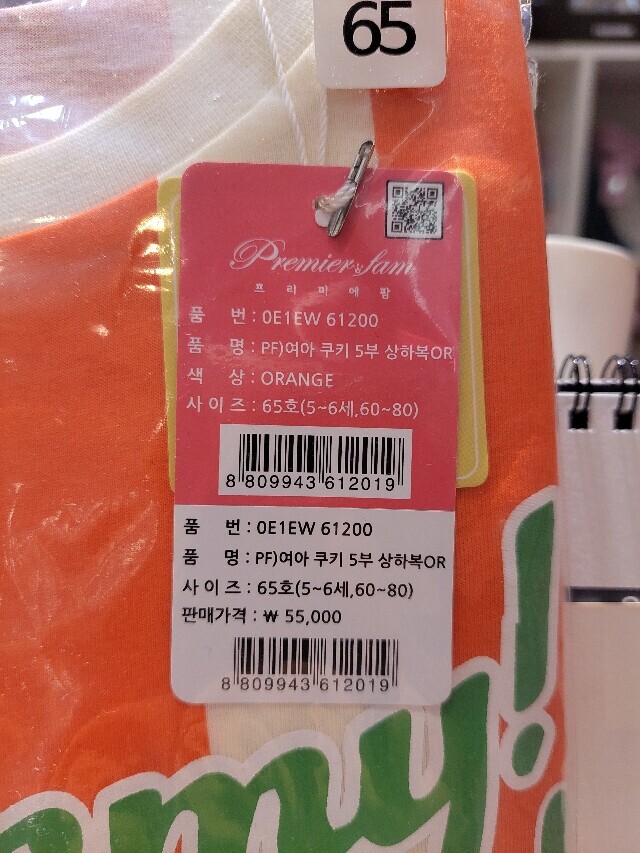 65
Premier by fam
프리미에팜
품 번 : 0E1EW 61200
품 명 : PF)여아 쿠키 5부 상하복OR
색 상 : ORANGE
사이즈 : 65호(5~6세,60~80)
8 809943 612019
품 번 : 0E1EW 61200
품 명 : PF)여아 쿠키 5부 상하복OR
사이즈 : 65호(5~6세,60~80)
판매가격 : ₩ 55,000
8 809943 612019
my!